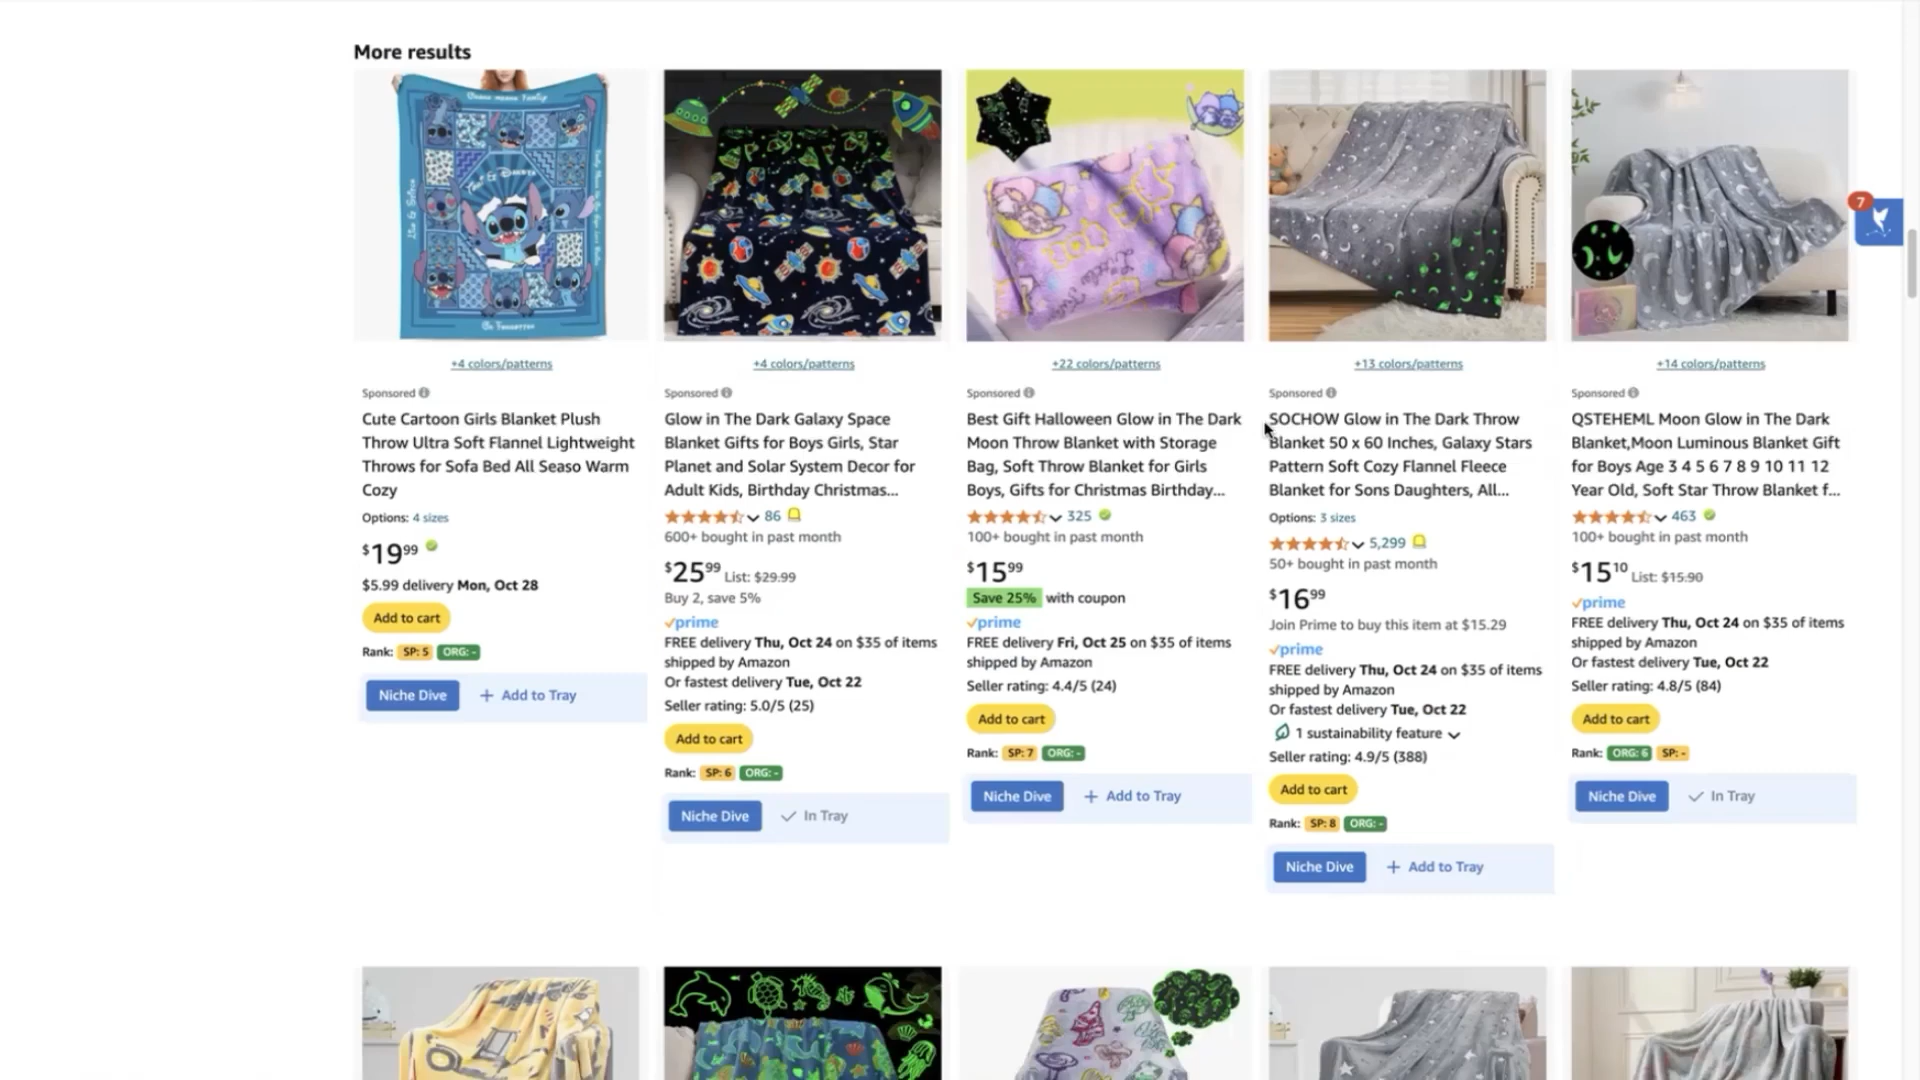 More results
+4 colors/patterns
Sponsored
Cute Cartoon Girls Blanket Plush
Throw Ultra Soft Flannel Lightweight
Throws for Sofa Bed All Seaso Warm
Cozy
Options: 4 sizes
$19.99
$5.99 delivery Mon, Oct 28
Add to cart
Rank: SP: 5 ORG: -
Niche Dive + Add to Tray
+4 colors/patterns
Sponsored
Glow in The Dark Galaxy Space
Blanket Gifts for Boys Girls, Star
Planet and Solar System Decor for
Adult Kids, Birthday Christmas...
86
600+ bought in past month
$25.99 List: $29.99
Buy 2, save 5%
prime
FREE delivery Thu, Oct 24 on $35 of items
shipped by Amazon
Or fastest delivery Tue, Oct 22
Seller rating: 5.0/5 (25)
Add to cart
Rank: SP: 6 ORG: -
Niche Dive In Tray
+22 colors/patterns
Sponsored
Best Gift Halloween Glow in The Dark
Moon Throw Blanket with Storage
Bag, Soft Throw Blanket for Girls
Boys, Gifts for Christmas Birthday...
325
100+ bought in past month
$15.99
Save 25% with coupon
prime
FREE delivery Fri, Oct 25 on $35 of items
shipped by Amazon
Seller rating: 4.4/5 (24)
Add to cart
Rank: SP: 7 ORG: -
Niche Dive + Add to Tray
+13 colors/patterns
Sponsored
SOCHOW Glow in The Dark Throw
Blanket 50 x 60 Inches, Galaxy Stars
Pattern Soft Cozy Flannel Fleece
Blanket for Sons Daughters, All...
Options: 3 sizes
5,299
50+ bought in past month
$16.99
Join Prime to buy this item at $15.29
prime
FREE delivery Thu, Oct 24 on $35 of items
shipped by Amazon
Or fastest delivery Tue, Oct 22
1 sustainability feature
Seller rating: 4.9/5 (388)
Add to cart
Rank: SP: 8 ORG: -
Niche Dive + Add to Tray
+14 colors/patterns
Sponsored
QSTEHEML Moon Glow in The Dark
Blanket,Moon Luminous Blanket Gift
for Boys Age 3 4 5 6 7 8 9 10 11 12
Year Old, Soft Star Throw Blanket f...
463
100+ bought in past month
$15.10 List: $15.90
prime
FREE delivery Thu, Oct 24 on $35 of items
shipped by Amazon
Or fastest delivery Tue, Oct 22
Seller rating: 4.8/5 (84)
Add to cart
Rank: ORG: 6 SP: -
Niche Dive In Tray
7